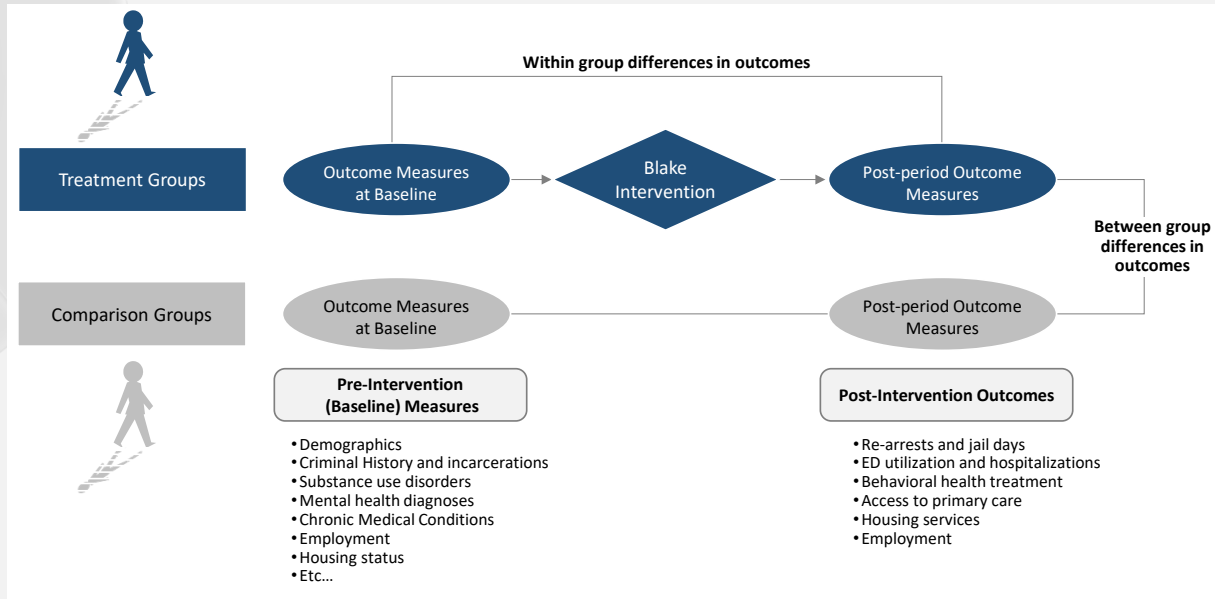 Within group differences in outcomes
Treatment Groups
Outcome Measures
at Baseline
Blake
Intervention
Post-period Outcome
Measures
Between group
differences in
outcomes
Comparison Groups
Outcome Measures
at Baseline
Post-period Outcome
Measures
Pre-Intervention
(Baseline) Measures
•Demographics
•Criminal History and incarcerations
•Substance use disorders
•Mental health diagnoses
•Chronic Medical Conditions
•Employment
•Housing status
•Etc...
Post-Intervention Outcomes
•Re-arrests and jail days
•ED utilization and hospitalizations
•Behavioral health treatment
•Access to primary care
•Housing services
•Employment